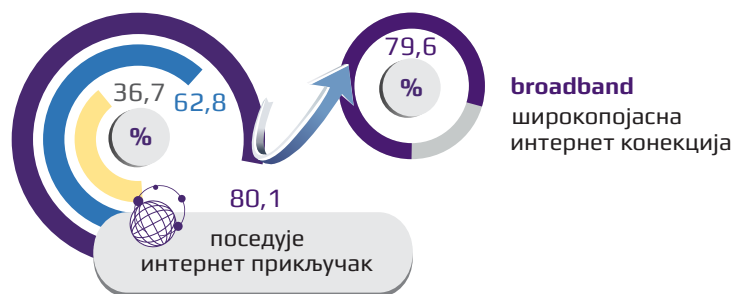 36,7
62,8
%
80,1
поседује
интернет прикључак
79,6
%
broadband
широкопојасна
интернет конекција